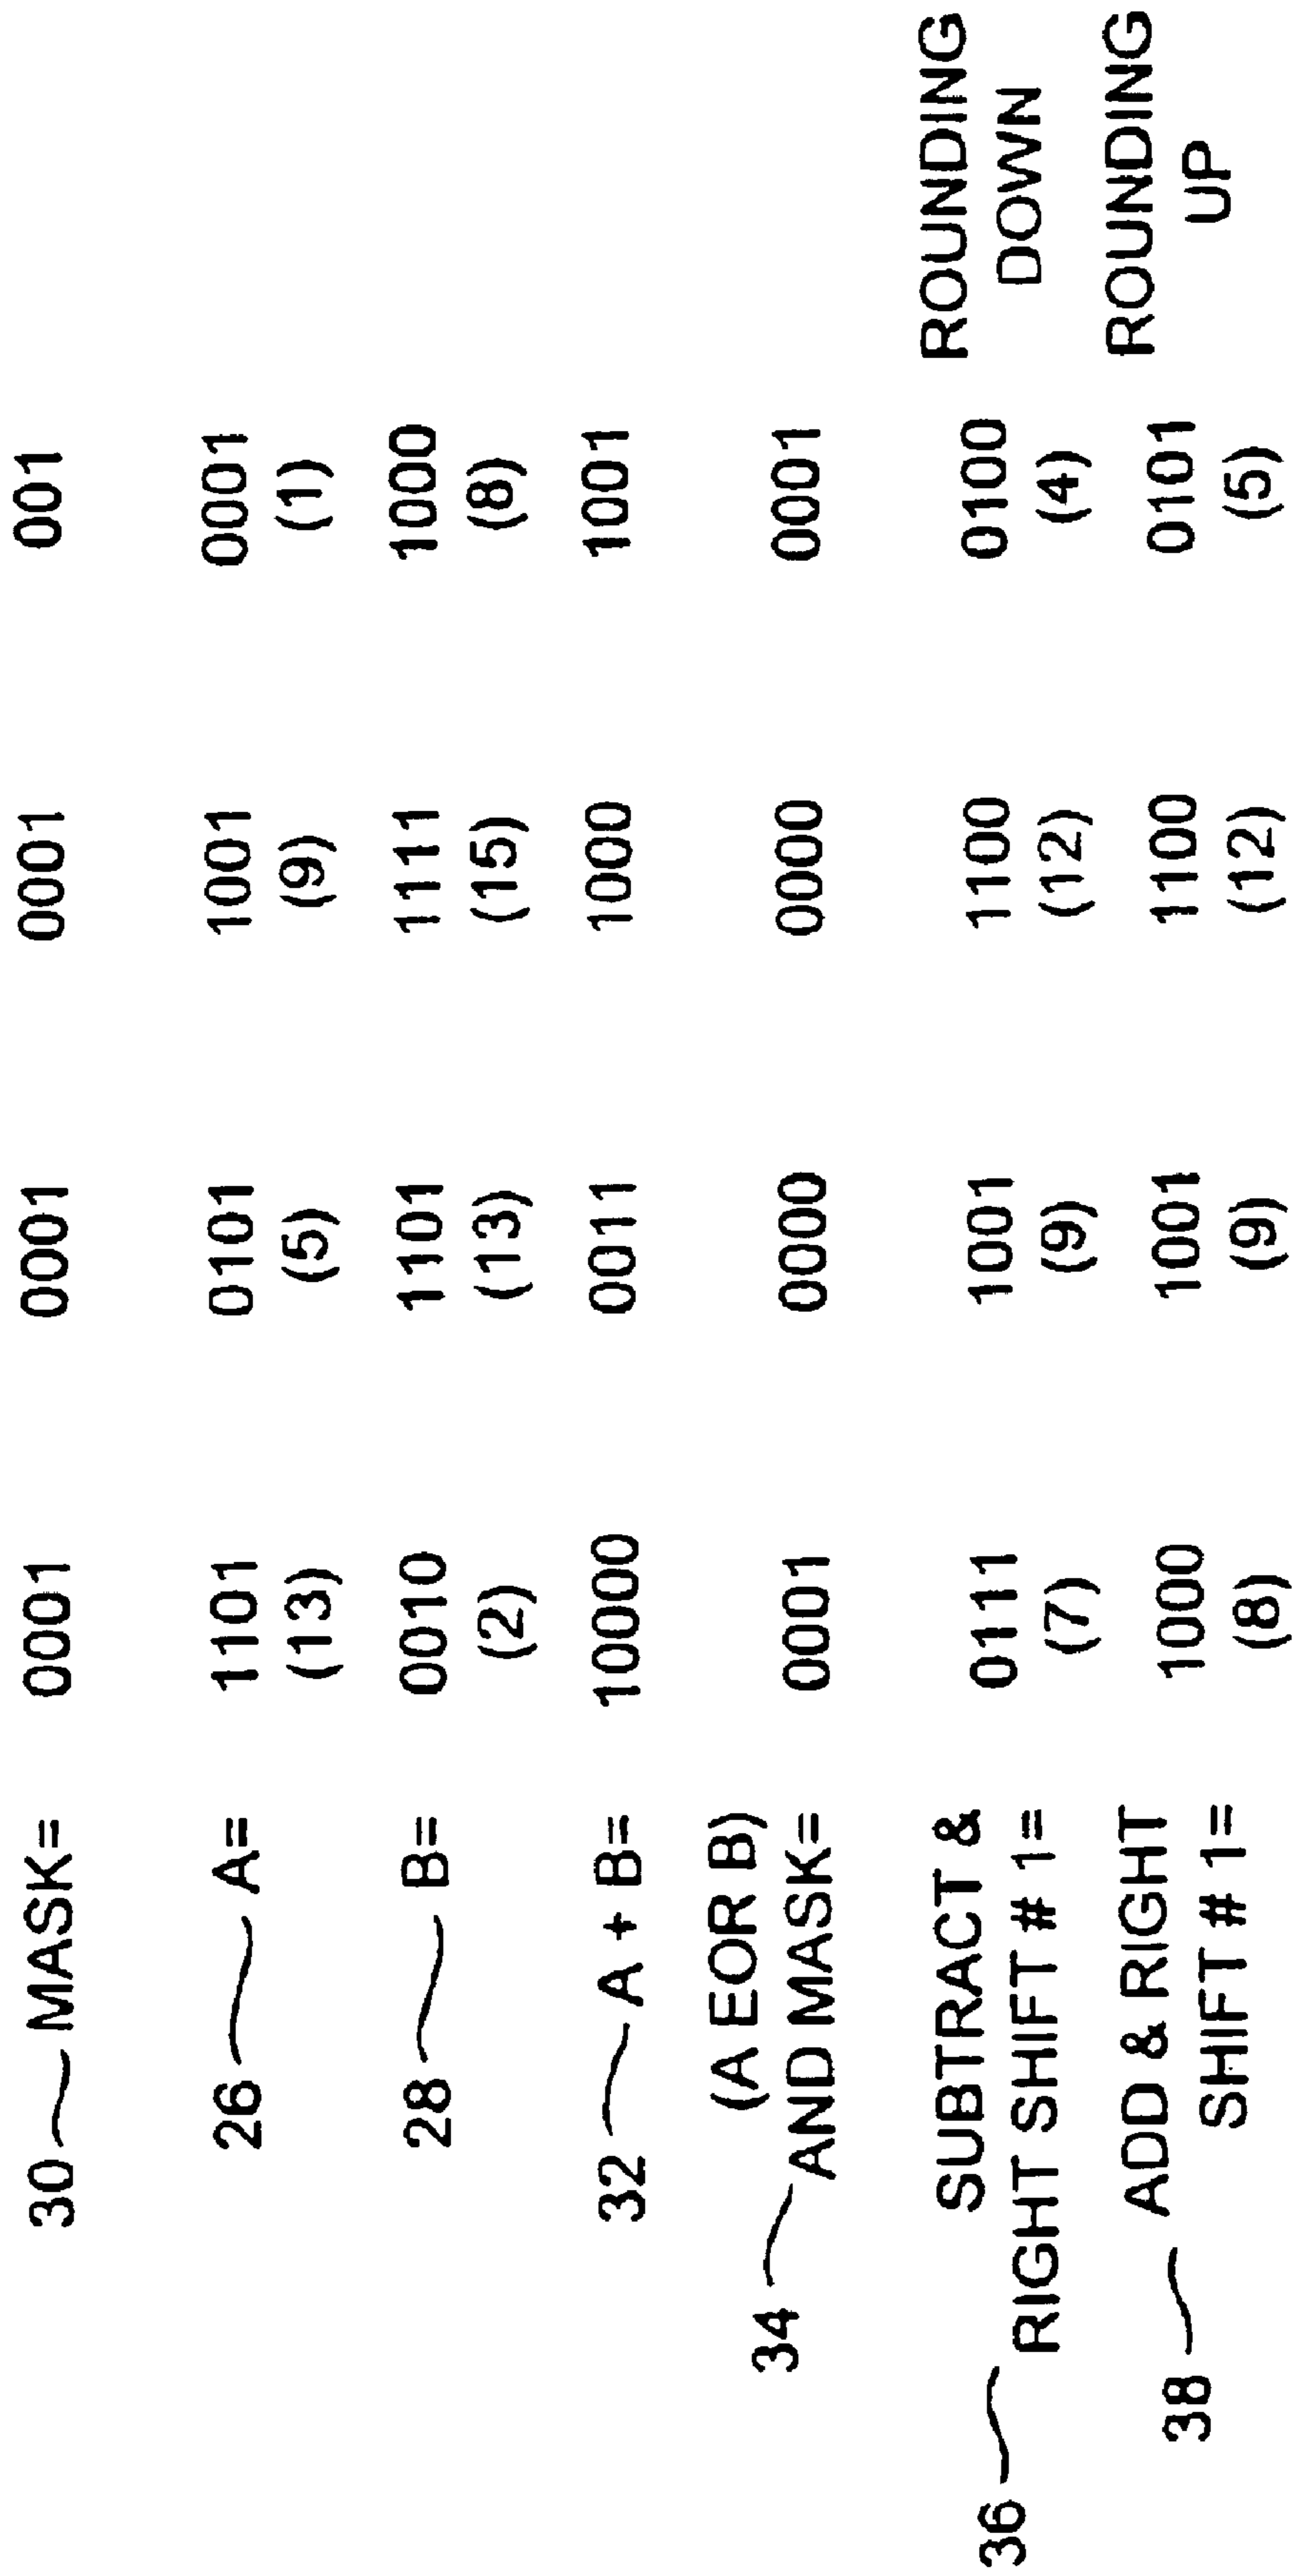 30 MASK= 0001 0001 0001 001
26 A= 1101 0101 1001 0001
(13) (5) (9) (1)
28 B= 0010 1101 1111 1000
(2) (13) (15) (8)
32 A + B= 10000 0011 1000 1001
(A EOR B)
34 AND MASK= 0001 0000 0000 0001
SUBTRACT & 0111 1001 1100 0100 ROUNDING
36 RIGHT SHIFT # 1= (7) (9) (12) (4) DOWN
38 ADD & RIGHT 1000 1001 1100 0101 ROUNDING
SHIFT # 1= (8) (9) (12) (5) UP